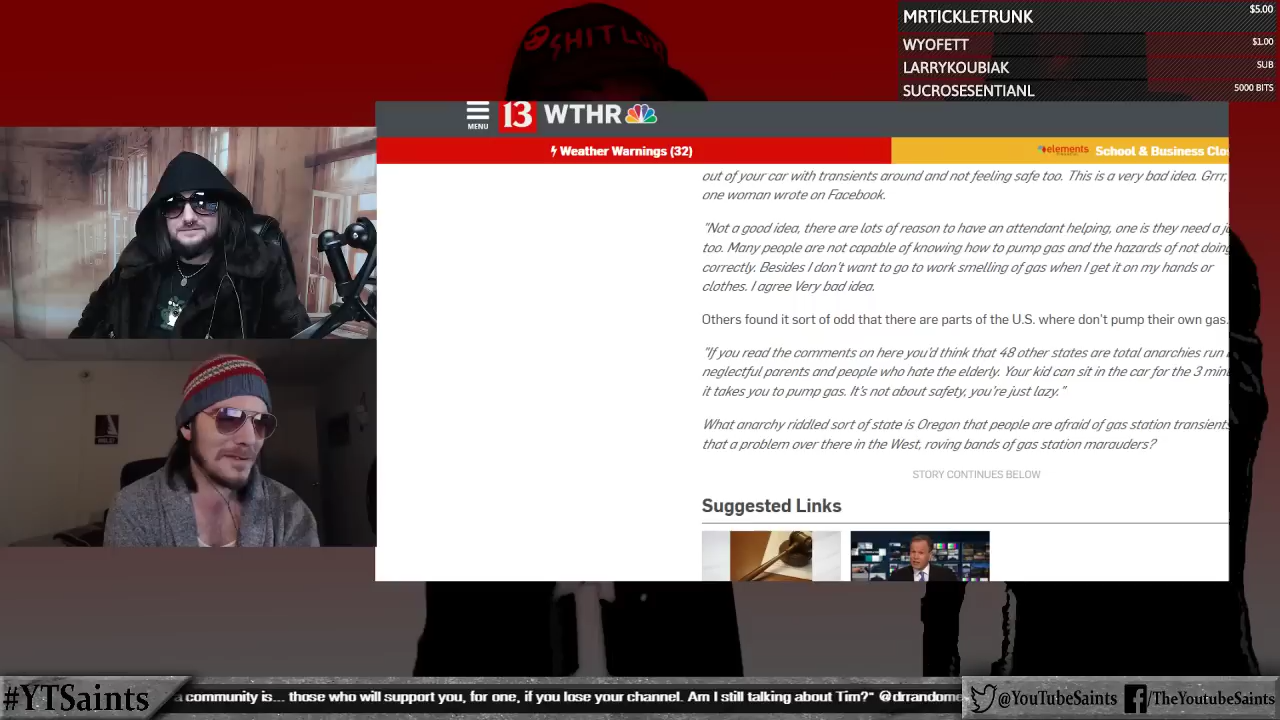 $HITLOR
MRTICKLETRUNK $5.00
WYOFETT $1.00
LARRYKOUBIAK SUB
SUCROSESENTIANL 5000 BITS
MENU 13 WTHR
Weather Warnings (32)
elements School & Business Clo
out of your car with transients around and not feeling safe too. This is a very bad idea. Grrr,
one woman wrote on Facebook.
"Not a good idea, there are lots of reason to have an attendant helping, one is they need a j
too. Many people are not capable of knowing how to pump gas and the hazards of not doing
correctly. Besides I don't want to go to work smelling of gas when I get it on my hands or
clothes. I agree Very bad idea.
Others found it sort of odd that there are parts of the U.S. where don't pump their own gas.
"If you read the comments on here you'd think that 48 other states are total anarchies run
neglectful parents and people who hate the elderly. Your kid can sit in the car for the 3 min
it takes you to pump gas. It's not about safety, you're just lazy."
What anarchy riddled sort of state is Oregon that people are afraid of gas station transients
that a problem over there in the West, roving bands of gas station marauders?
STORY CONTINUES BELOW
Suggested Links
#YTSaints
a community is... those who will support you, for one, if you lose your channel. Am I still talking about Tim?" @drrandome
@YouTubeSaints
/TheYoutubeSaints